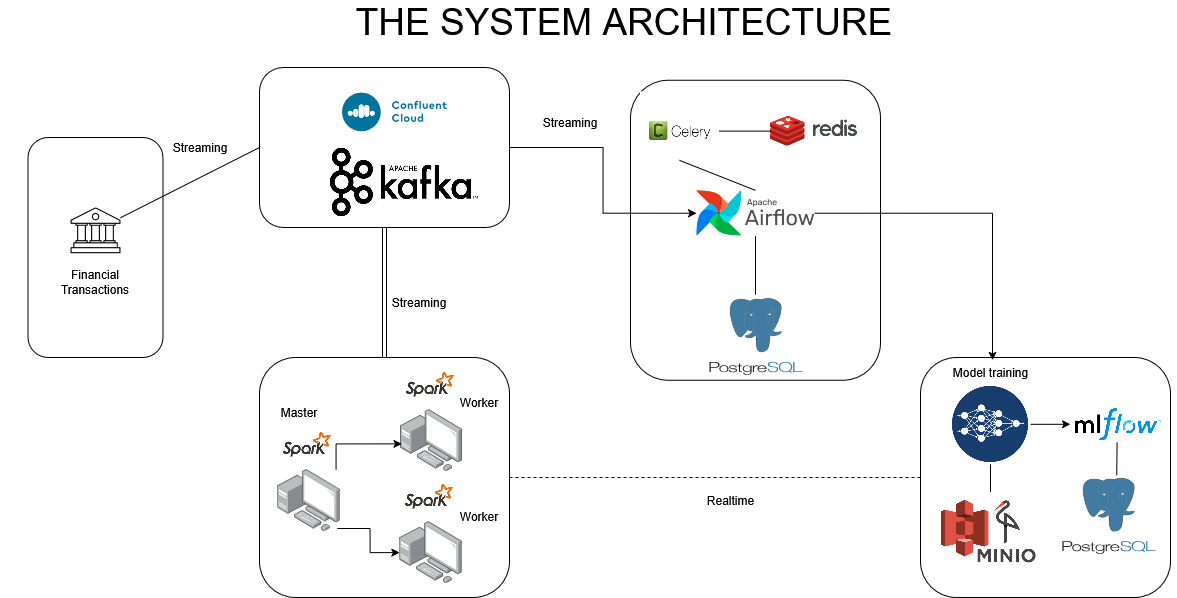 THE SYSTEM ARCHITECTURE
Confluent
Cloud
APACHE
kafka
TM
Streaming
Streaming
C Celery
redis
Apache
Airflow
PostgreSQL
Financial
Transactions
Streaming
Master
Spark
Spark
Worker
Spark
Worker
Realtime
Model training
mlflow
MINIO
PostgreSQL